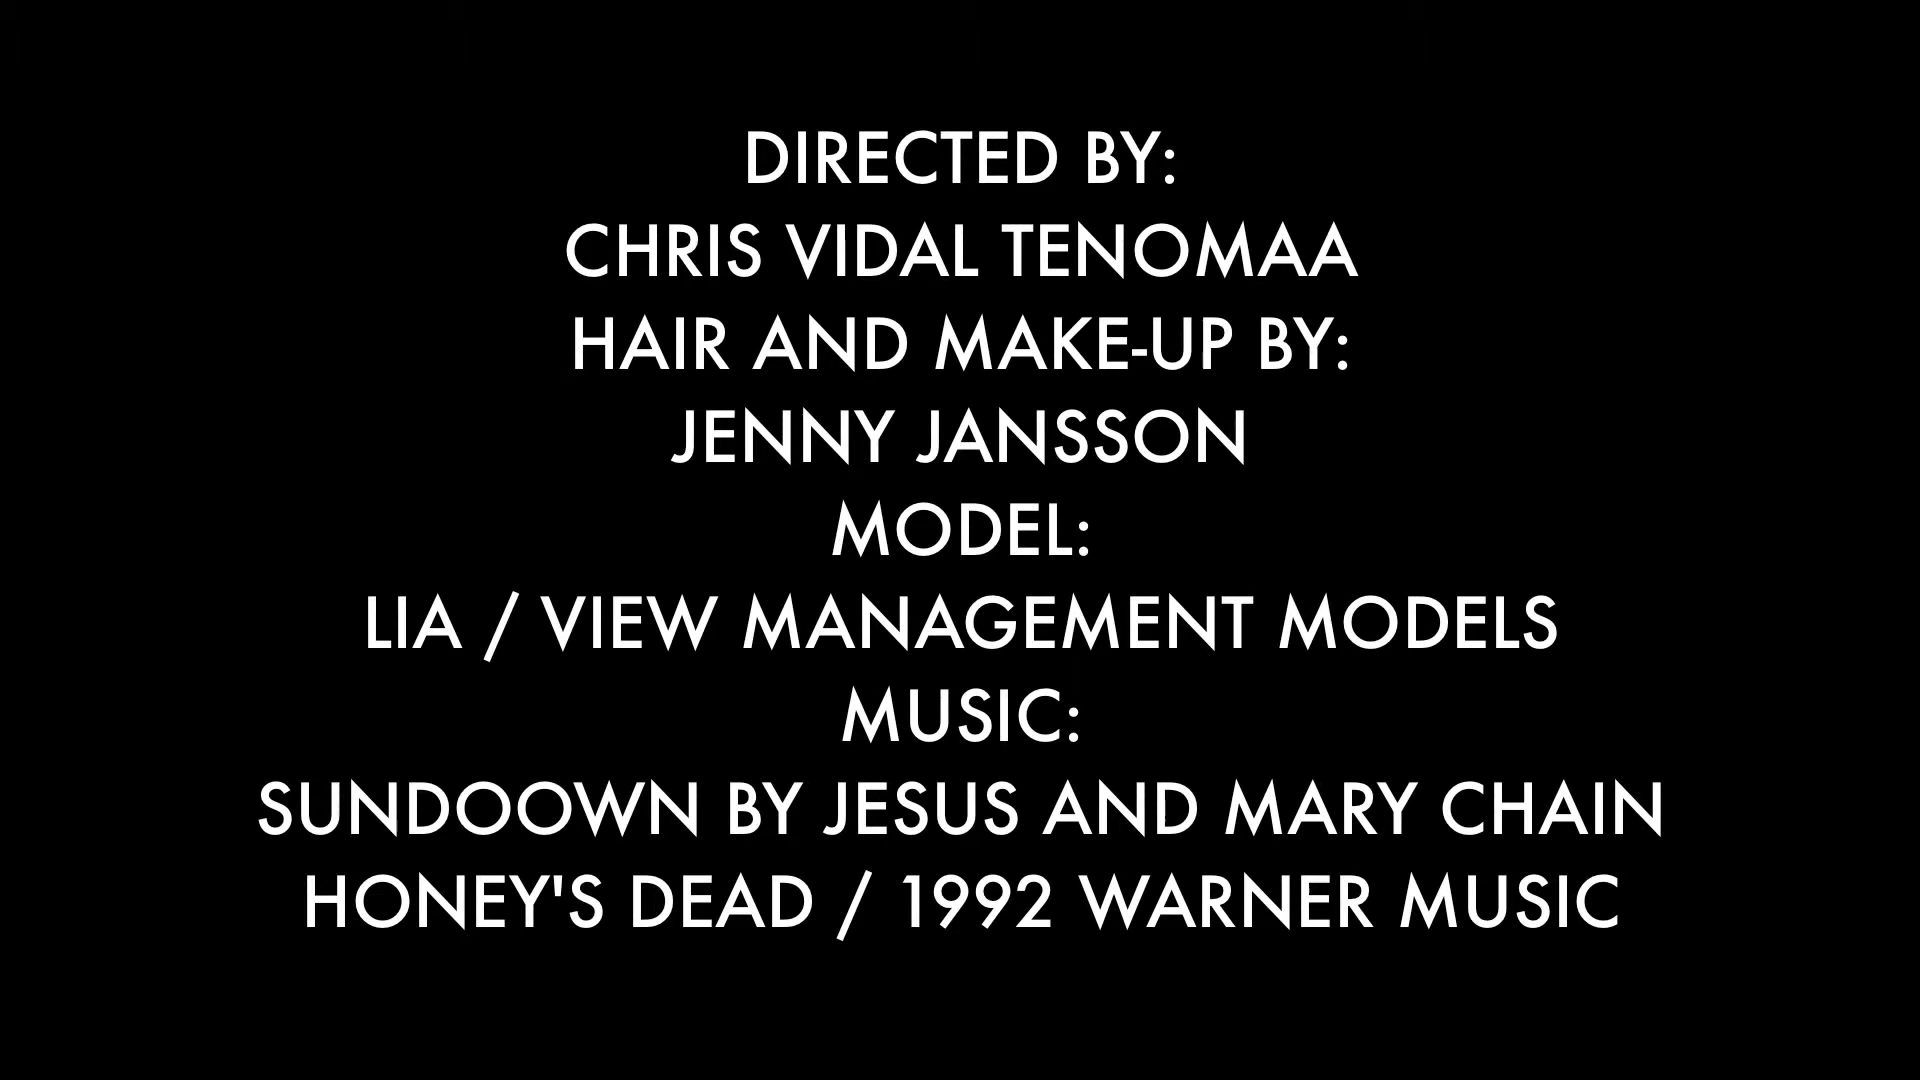 DIRECTED BY:
CHRIS VIDAL TENOMAA
HAIR AND MAKE-UP BY:
JENNY JANSSON
MODEL:
LIA / VIEW MANAGEMENT MODELS
MUSIC:
SUNDOOWN BY JESUS AND MARY CHAIN
HONEY'S DEAD / 1992 WARNER MUSIC